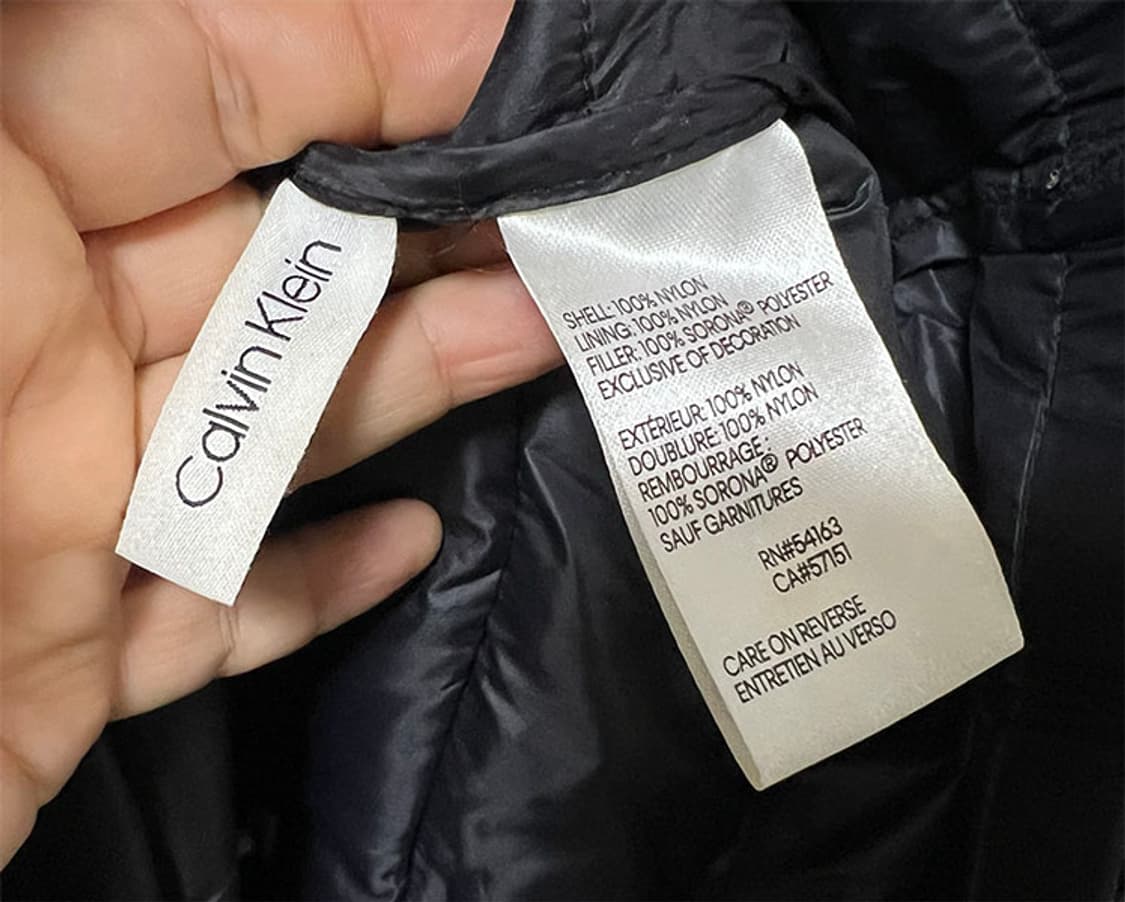 Calvin Klein
SHELL: 100% NYLON
LINING: 100% NYLON
FILLER: 100% SORONA® POLYESTER
EXCLUSIVE OF DECORATION
EXTÉRIEUR: 100% NYLON
DOUBLURE: 100% NYLON
REMBOURRAGE :
100% SORONA® POLYESTER
SAUF GARNITURES
RN#54163
CA#57151
CARE ON REVERSE
ENTRETIEN AU VERSO